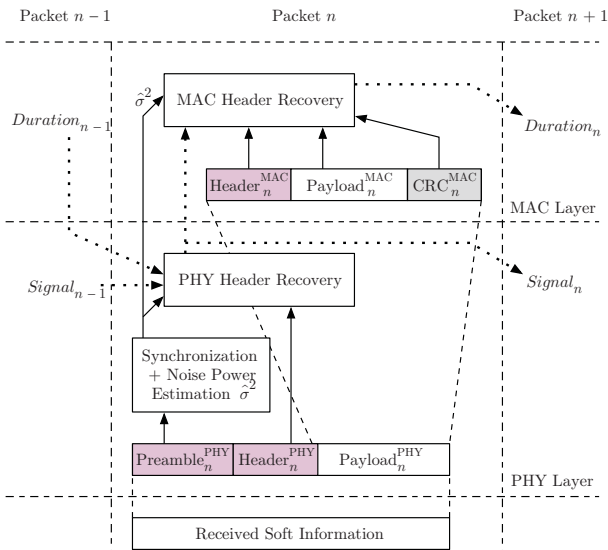 Packet n − 1
Packet n
Packet n + 1
σ̂²
MAC Header Recovery
Duration_{n−1}
Duration_n
Header_n^{MAC}
Payload_n^{MAC}
CRC_n^{MAC}
MAC Layer
PHY Header Recovery
Signal_{n−1}
Signal_n
Synchronization
+ Noise Power
Estimation σ̂²
Preamble_n^{PHY}
Header_n^{PHY}
Payload_n^{PHY}
PHY Layer
Received Soft Information